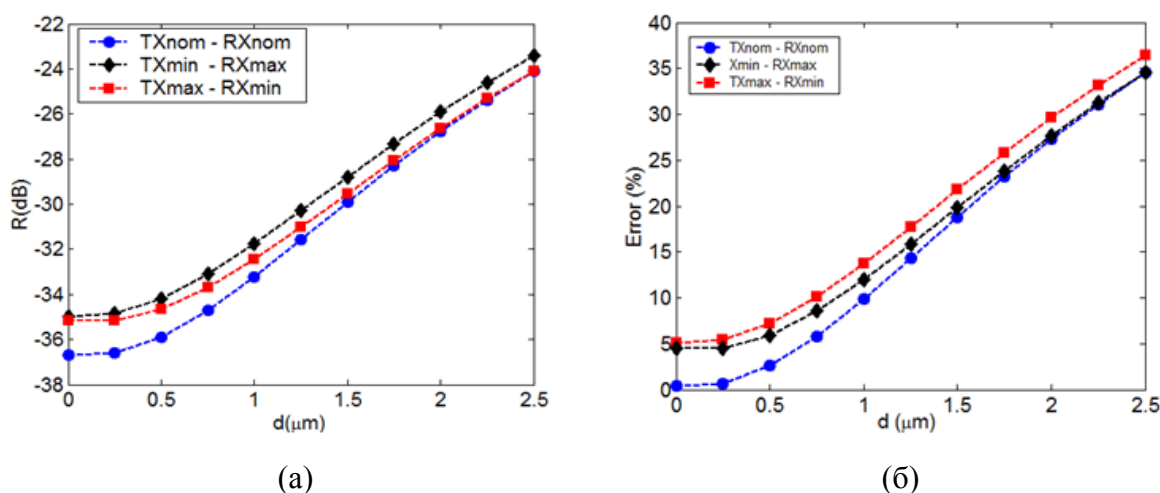 -22
-24
-26
-28
-30
-32
-34
-36
-38
R(dB)
TXnom - RXnom
TXmin - RXmax
TXmax - RXmin
0 0.5 1 1.5 2 2.5
d(μm)
(а)
40
35
30
25
20
15
10
5
0
Error (%)
TXnom - RXnom
Xmin - RXmax
TXmax - RXmin
0 0.5 1 1.5 2 2.5
d (μm)
(б)